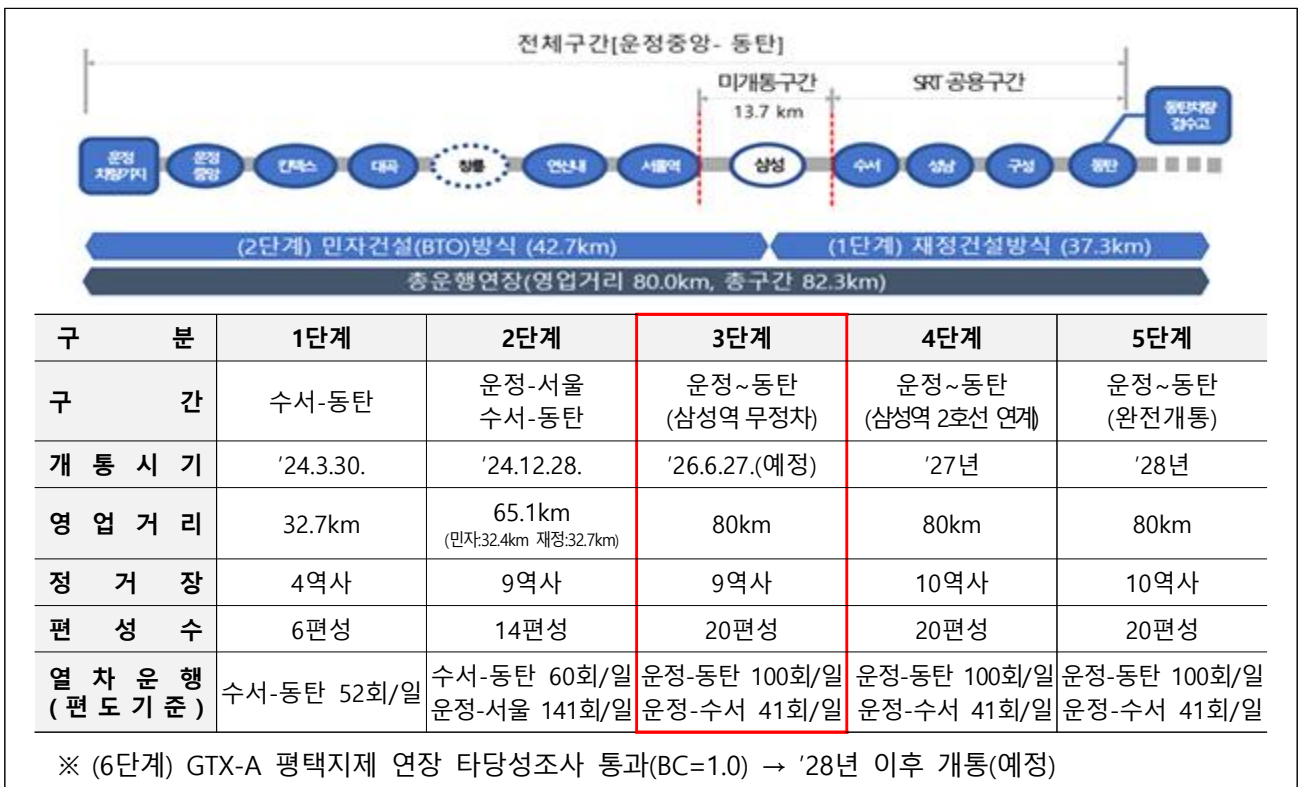 전체구간[운정중앙- 동탄]
미개통구간
SRT 공용구간
13.7 km
동탄차량
검수고
운정
차량기지
운정
중앙
킨텍스
대곡
창릉
연신내
서울역
삼성
수서
성남
구성
동탄
(2단계) 민자건설(BTO)방식 (42.7km)
(1단계) 재정건설방식 (37.3km)
총운행연장(영업거리 80.0km, 총구간 82.3km)
구 분 1단계 2단계 3단계 4단계 5단계
구 간 수서-동탄 운정-서울 수서-동탄 운정~동탄 (삼성역 무정차) 운정~동탄 (삼성역 2호선 연계) 운정~동탄 (완전개통)
개 통 시 기 '24.3.30. '24.12.28. '26.6.27.(예정) '27년 '28년
영 업 거 리 32.7km 65.1km (민자:32.4km 재정:32.7km) 80km 80km 80km
정 거 장 4역사 9역사 9역사 10역사 10역사
편 성 수 6편성 14편성 20편성 20편성 20편성
열 차 운 행 (편도기준) 수서-동탄 52회/일 수서-동탄 60회/일 운정-서울 141회/일 운정-동탄 100회/일 운정-수서 41회/일 운정-동탄 100회/일 운정-수서 41회/일 운정-동탄 100회/일 운정-수서 41회/일
※ (6단계) GTX-A 평택지제 연장 타당성조사 통과(BC=1.0) → '28년 이후 개통(예정)